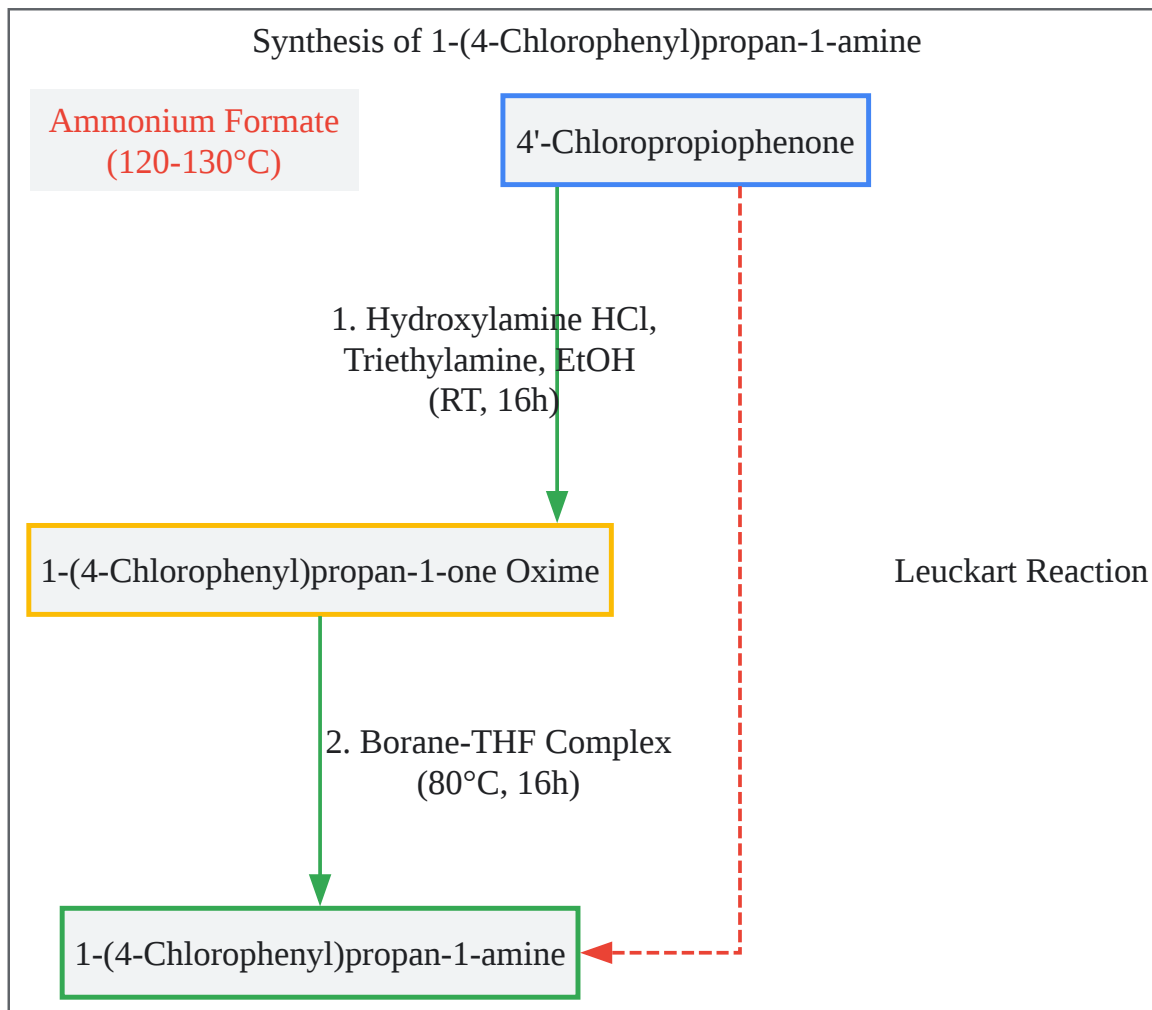 Synthesis of 1-(4-Chlorophenyl)propan-1-amine
Ammonium Formate
(120-130°C)
4'-Chloropropiophenone
1. Hydroxylamine HCl,
Triethylamine, EtOH
(RT, 16h)
1-(4-Chlorophenyl)propan-1-one Oxime
Leuckart Reaction
2. Borane-THF Complex
(80°C, 16h)
1-(4-Chlorophenyl)propan-1-amine